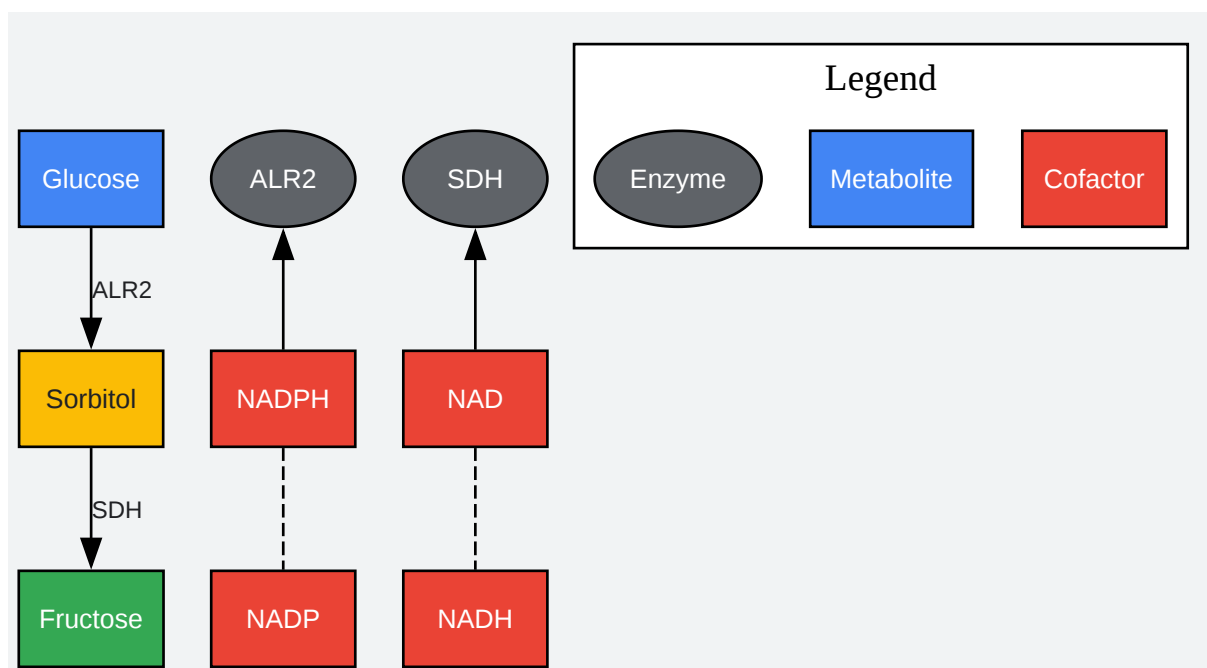 Legend
Glucose
ALR2
SDH
Enzyme
Metabolite
Cofactor
ALR2
Sorbitol
NADPH
NAD
SDH
Fructose
NADP
NADH